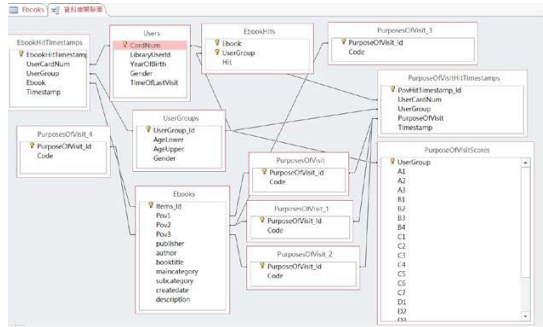 Ebooks
資料庫關聯圖
EbookHitTimestamps
EbookHitTimestamp
UserCardNum
UserGroup
Ebook
Timestamp
Users
CardNum
LibraryUserId
YearOfBirth
Gender
TimeOfLastVisit
EbookHits
Ebook
UserGroup
Hit
PurposesOfVisit_3
PurposeOfVisit_Id
Code
PurposeOfVisitHitTimestamps
PovHitTimestamp_Id
UserCardNum
UserGroup
PurposeOfVisit
Timestamp
UserGroups
UserGroup_Id
AgeLower
AgeUpper
Gender
PurposesOfVisit_4
PurposeOfVisit_Id
Code
PurposesOfVisit
PurposeOfVisit_Id
Code
PurposeOfVisitScores
UserGroup
A1
A2
A3
B1
B2
B3
B4
C1
C2
C3
C4
C5
C6
C7
D1
D2
D3
Ebooks
Items_Id
Pov1
Pov2
Pov3
publisher
author
booktitle
maincategory
subcategory
createdate
description
PurposesOfVisit_1
PurposeOfVisit_Id
Code
PurposesOfVisit_2
PurposeOfVisit_Id
Code